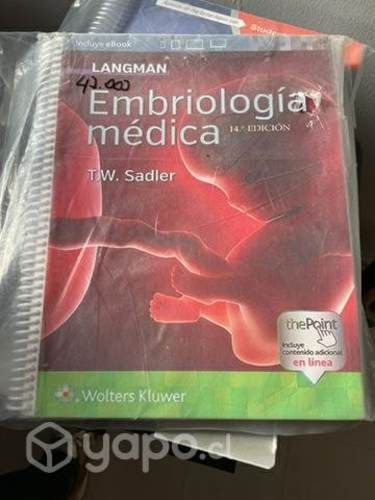 Incluye eBook
LANGMAN
42.000
Embriología
médica 14.ª EDICIÓN
T.W. Sadler
thePoint
Incluye
contenido adicional
en línea
Wolters Kluwer
yapo.cl